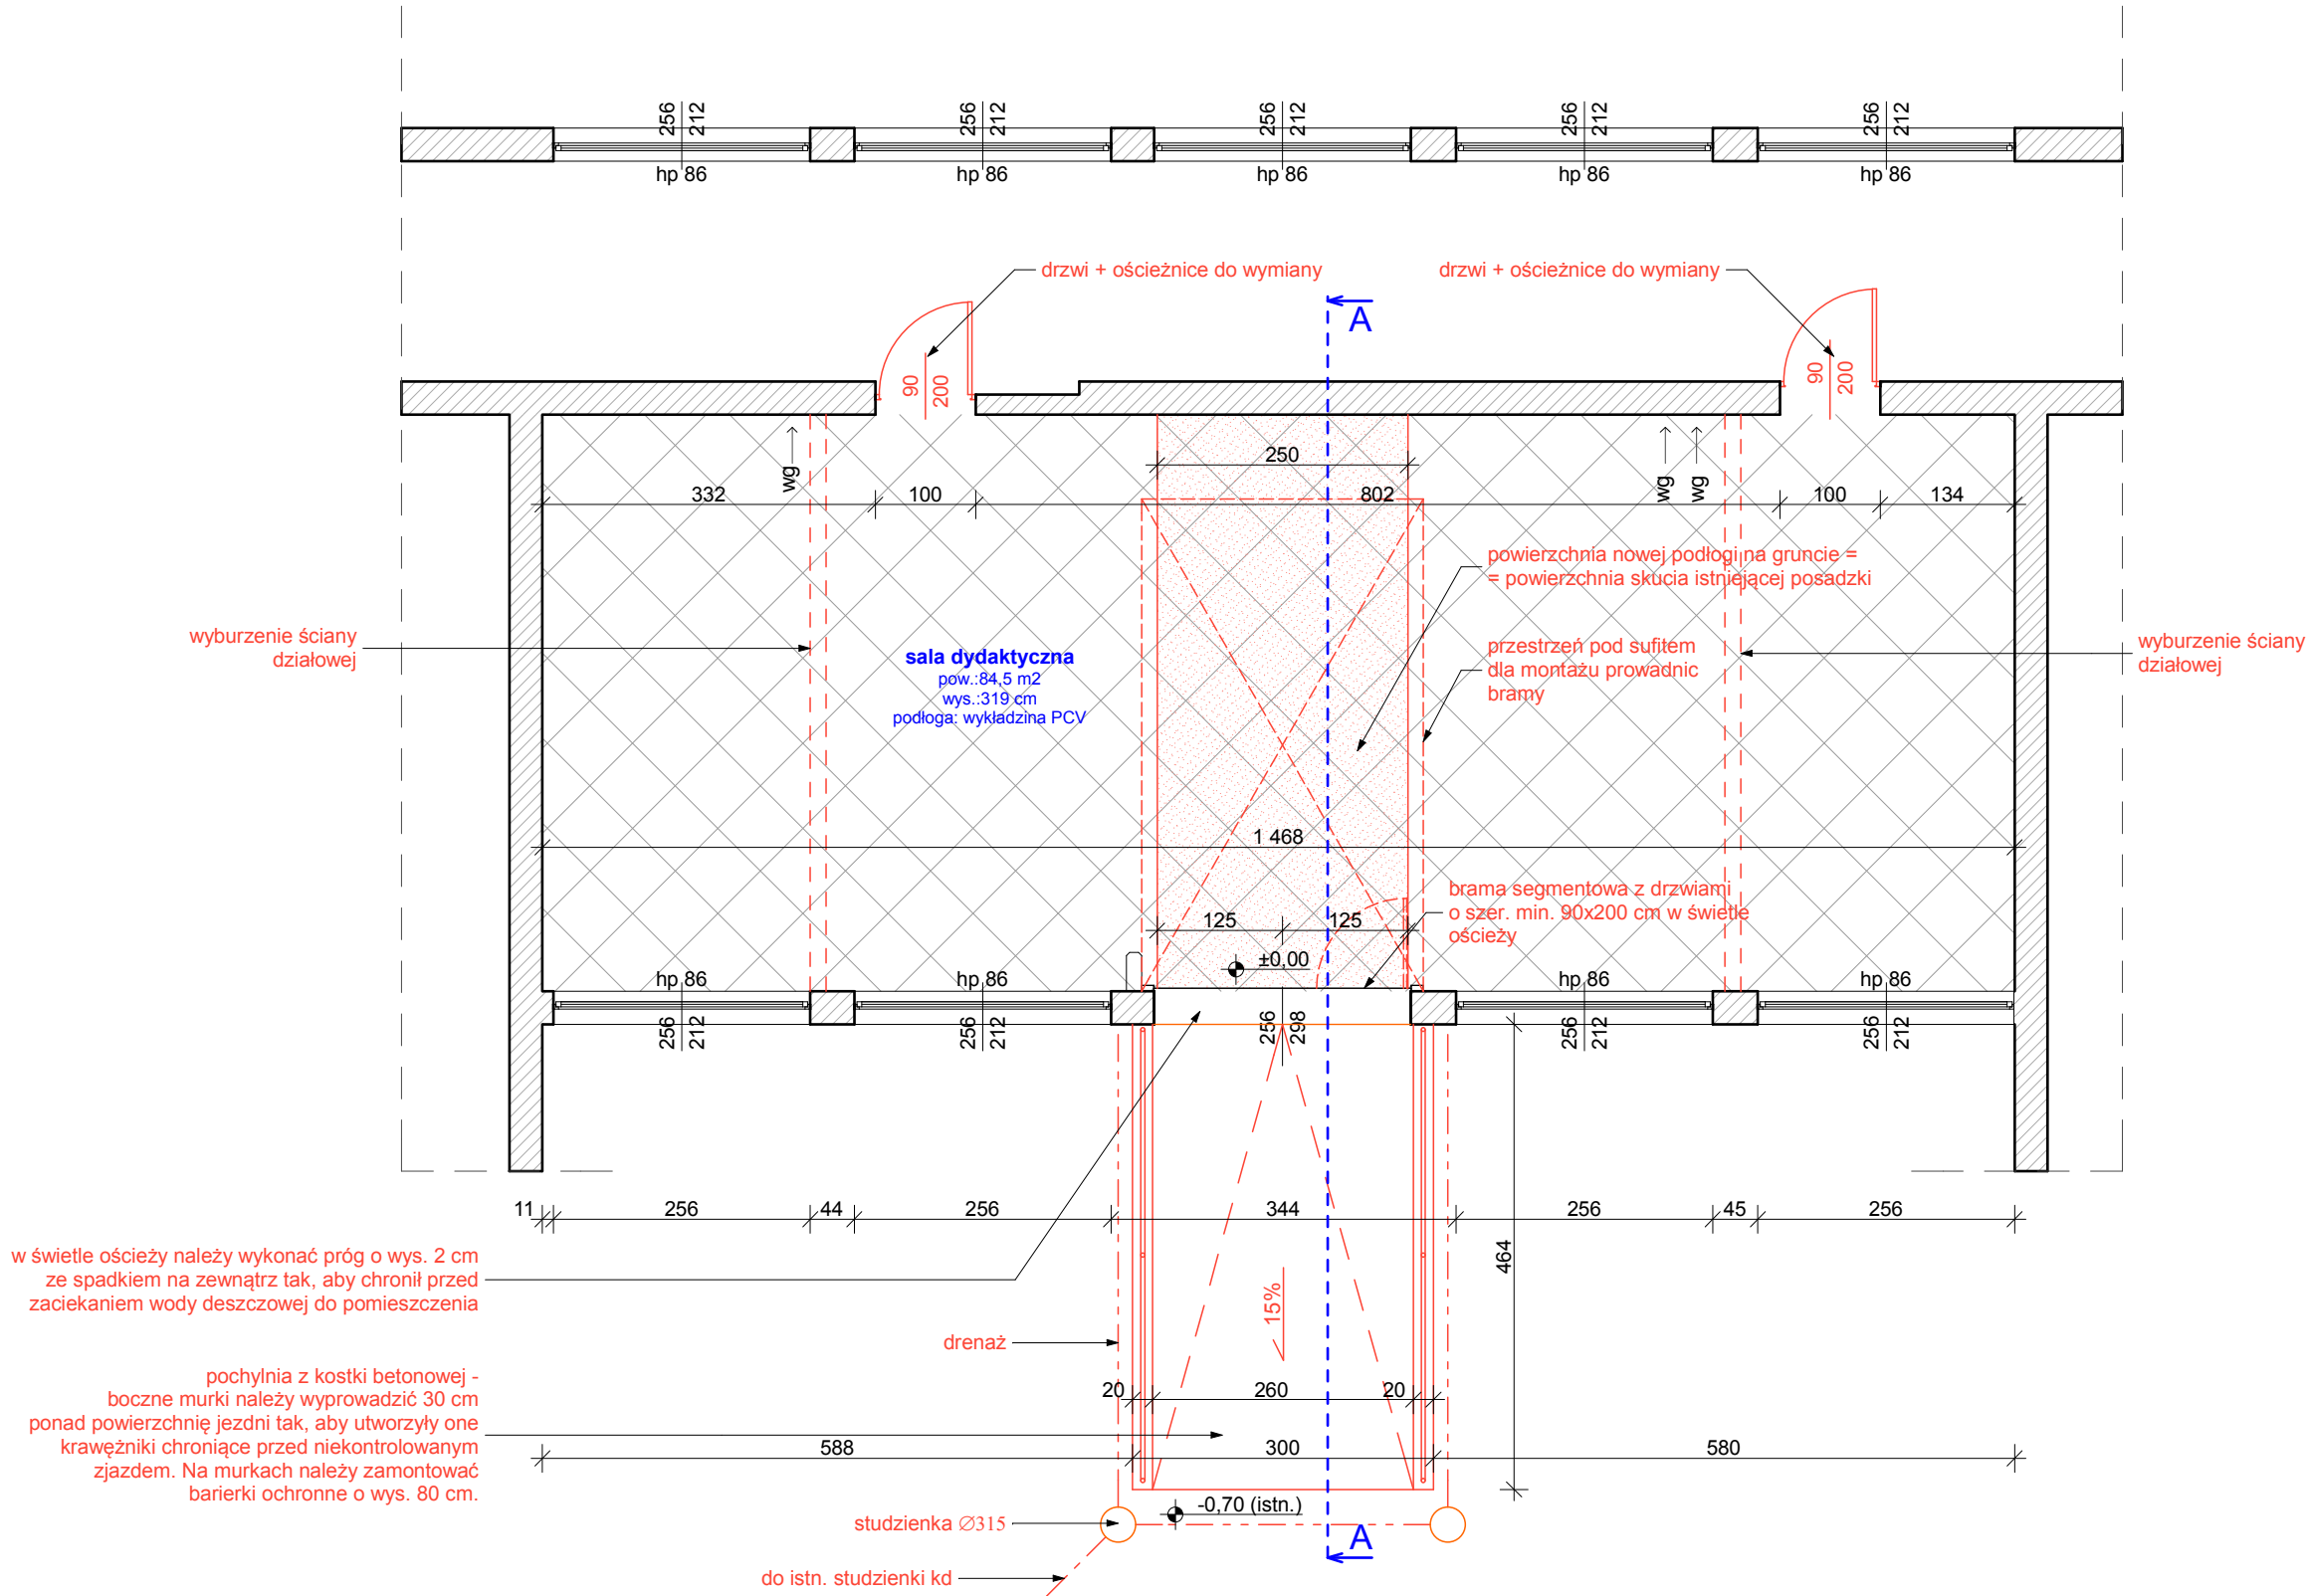 256 212
256 212
256 212
256 212
256 212
hp 86
hp 86
hp 86
hp 86
hp 86
drzwi + ościeżnice do wymiany
drzwi + ościeżnice do wymiany
A
90 200
90 200
250
wg
wg
wg
332
100
802
100
134
powierzchnia nowej podłogi na gruncie =
= powierzchnia skucia istniejącej posadzki
wyburzenie ściany
działowej
sala dydaktyczna
pow.:84,5 m2
wys.:319 cm
podłoga: wykładzina PCV
przestrzeń pod sufitem
dla montażu prowadnic
bramy
wyburzenie ściany
działowej
1 468
brama segmentowa z drzwiami
o szer. min. 90x200 cm w świetle
ościeży
125
125
±0,00
hp 86
hp 86
hp 86
hp 86
256 212
256 212
256 298
256 212
256 212
11
256
44
256
344
256
45
256
464
w świetle ościeży należy wykonać próg o wys. 2 cm
ze spadkiem na zewnątrz tak, aby chronił przed
zaciekaniem wody deszczowej do pomieszczenia
15%
drenaż
pochylnia z kostki betonowej -
boczne murki należy wyprowadzić 30 cm
ponad powierzchnię jezdni tak, aby utworzyły one
krawężniki chroniące przed niekontrolowanym
zjazdem. Na murkach należy zamontować
barierki ochronne o wys. 80 cm.
20
260
20
588
300
580
-0,70 (istn.)
studzienka Ø315
A
do istn. studzienki kd